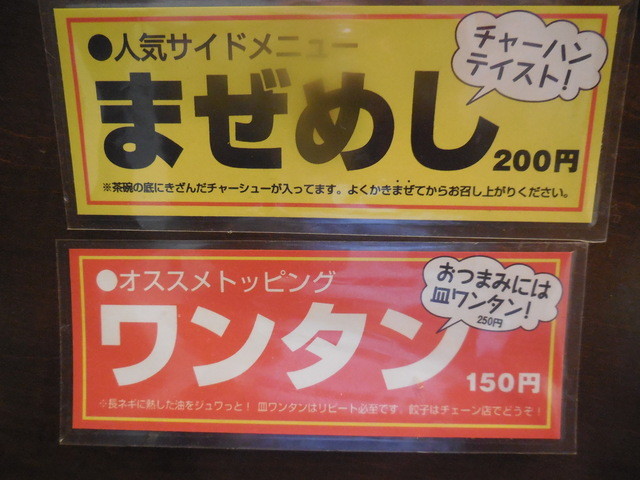 ●人気サイドメニュー
チャーハン
テイスト!
まぜめし
200円
※茶碗の底にきざんだチャーシューが入ってます。よくかきまぜてからお召し上がりください。
●オススメトッピング
おつまみには
皿ワンタン!
250円
ワンタン
150円
※長ネギに熱した油をジュワっと! 皿ワンタンはリピート必至です。餃子はチェーン店でどうぞ!